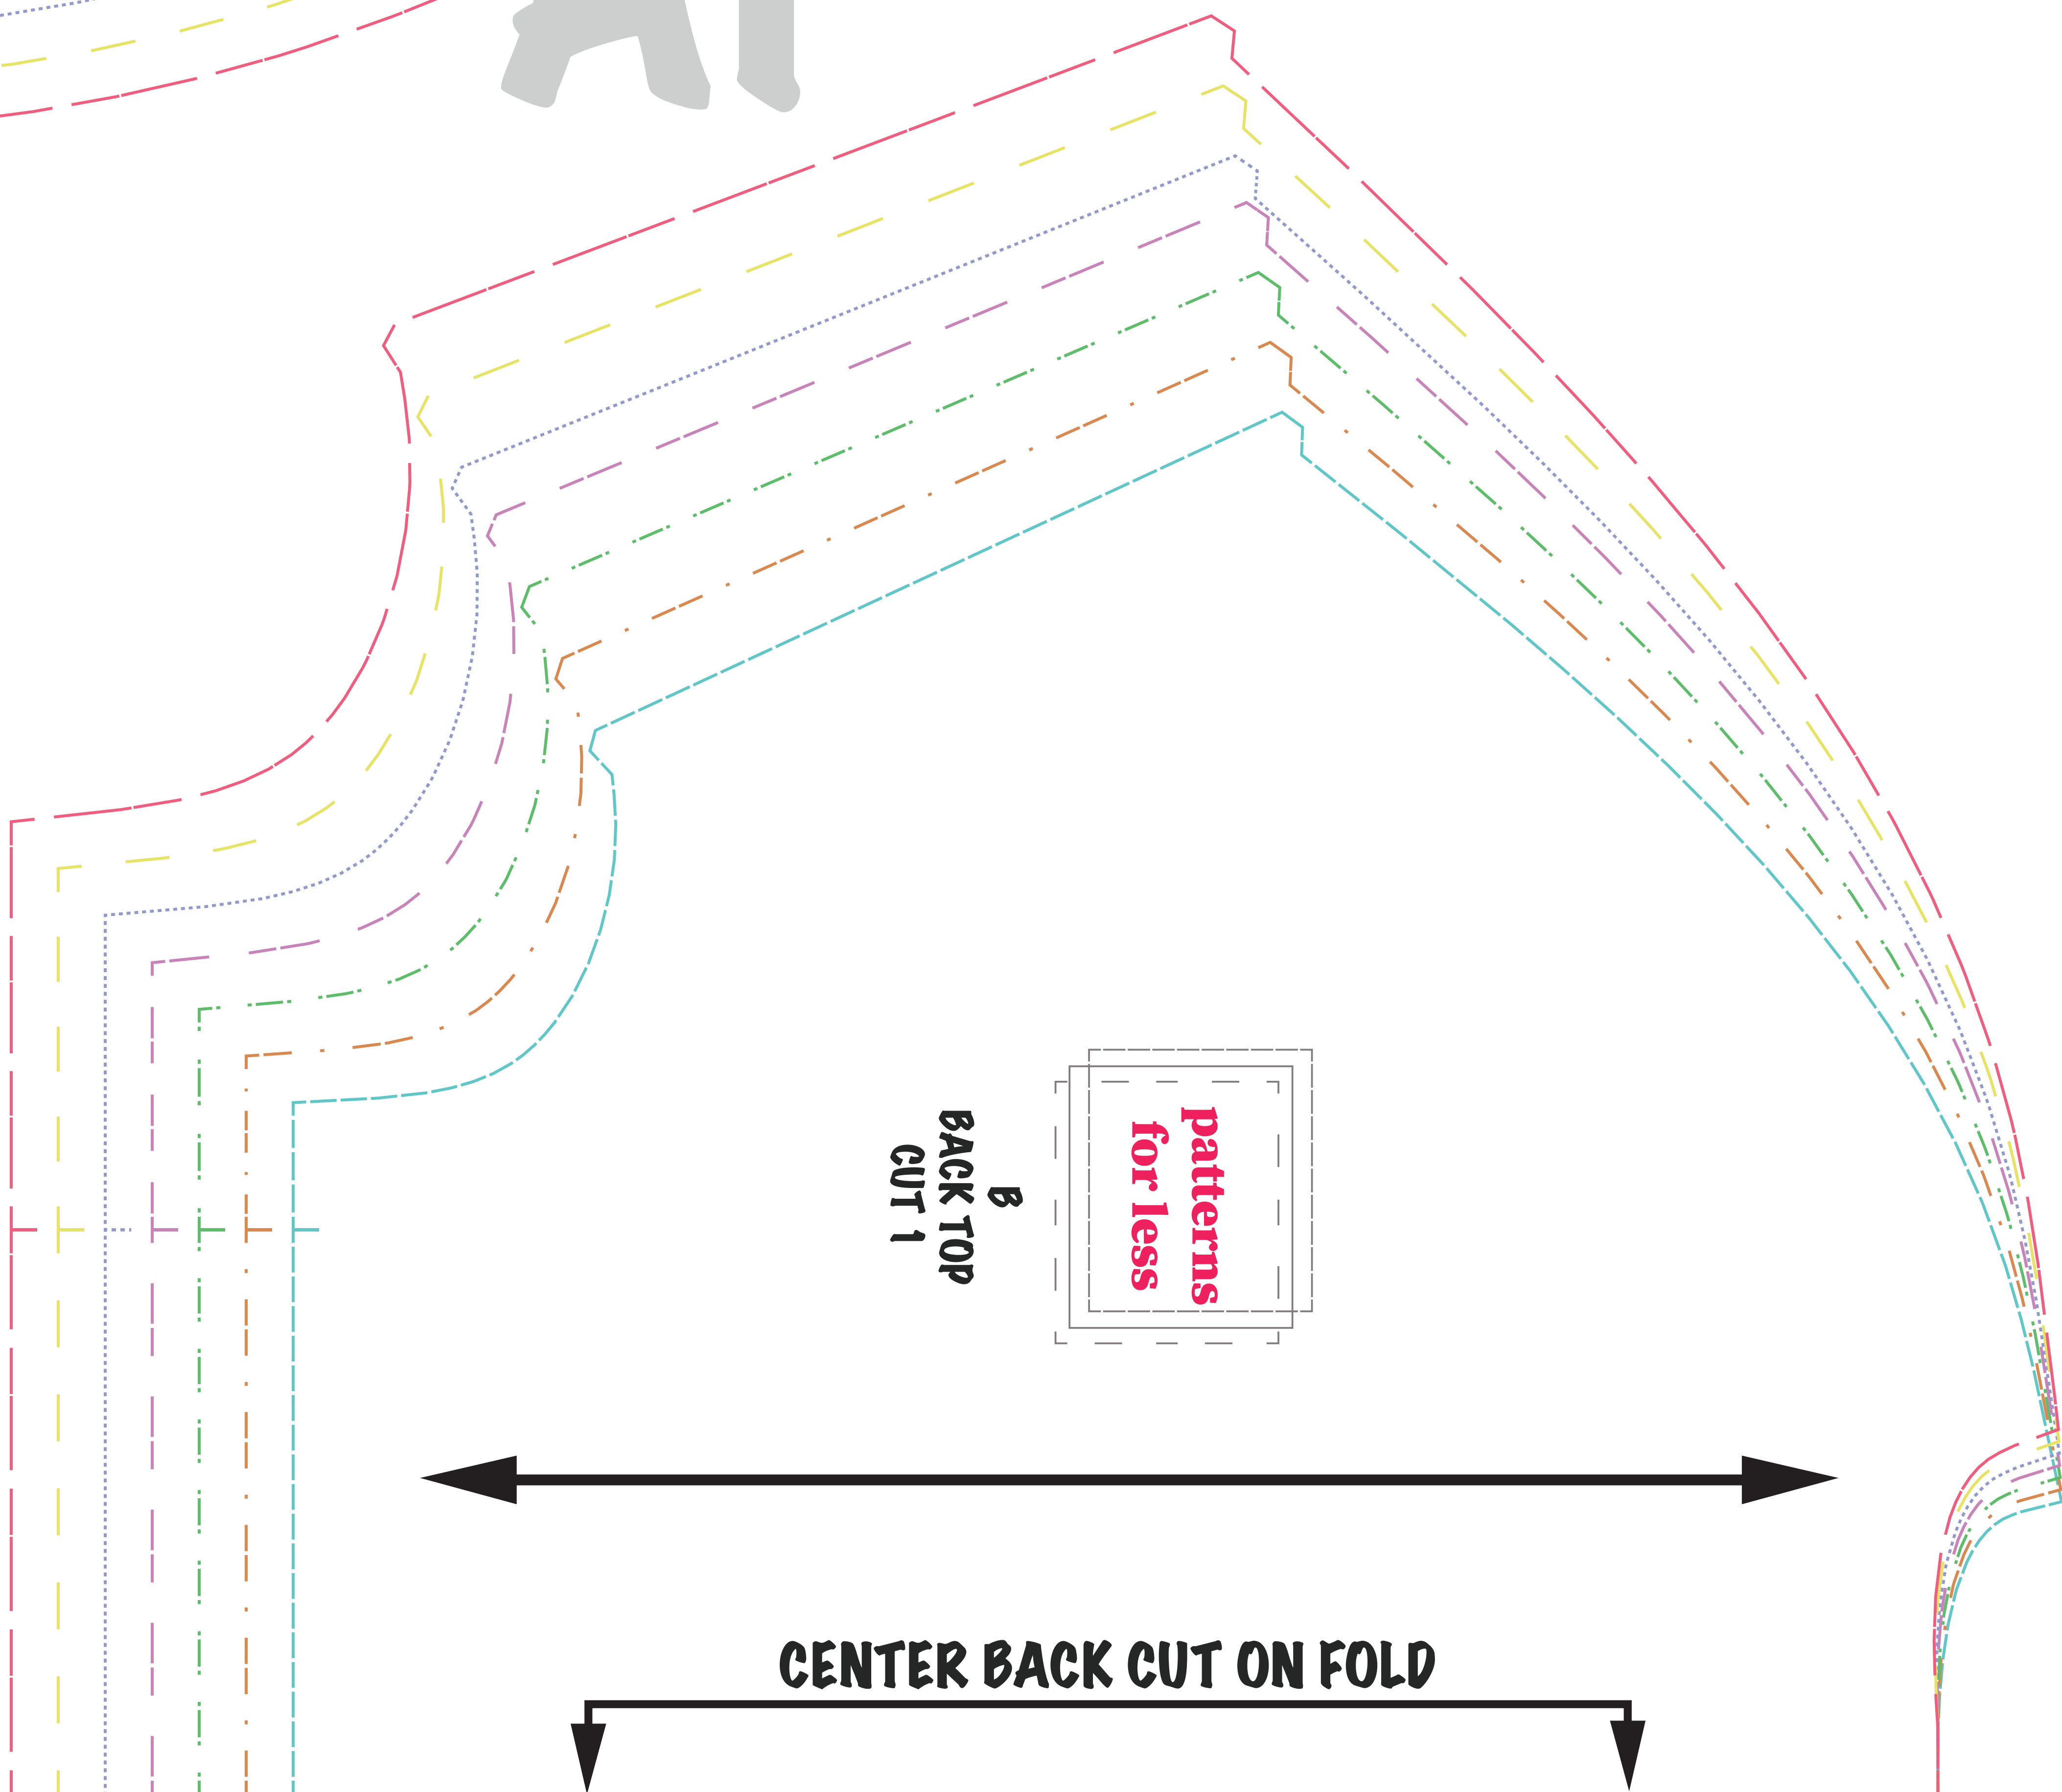 patterns
for less
B
BACK TOP
CUT 1
CENTER BACK CUT ON FOLD